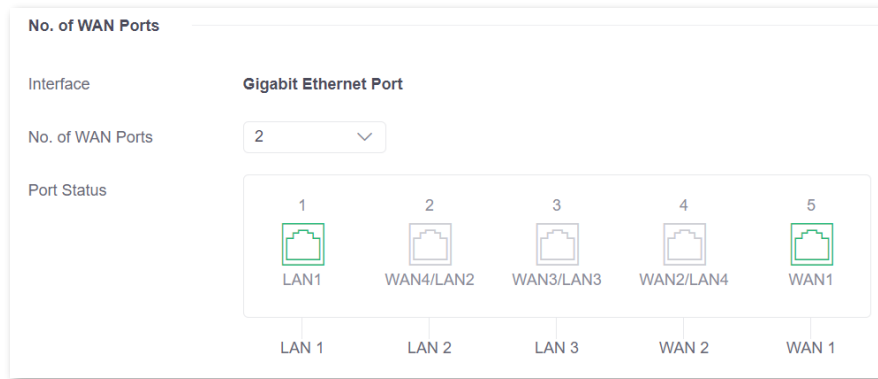 No. of WAN Ports
Interface Gigabit Ethernet Port
No. of WAN Ports 2
Port Status
1 2 3 4 5
LAN1 WAN4/LAN2 WAN3/LAN3 WAN2/LAN4 WAN1
LAN 1 LAN 2 LAN 3 WAN 2 WAN 1